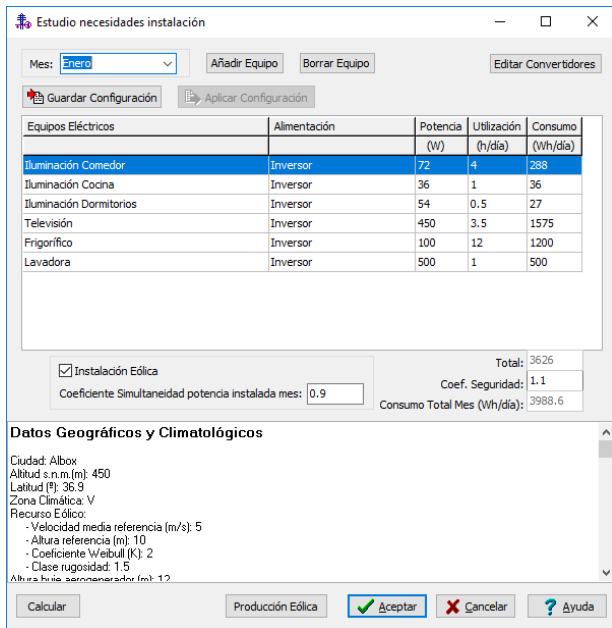 Estudio necesidades instalación
Mes: Enero Añadir Equipo Borrar Equipo Editar Convertidores
Guardar Configuración Aplicar Configuración
Equipos Eléctricos Alimentación Potencia Utilización Consumo
(W) (h/día) (Wh/día)
Iluminación Comedor Inversor 72 4 288
Iluminación Cocina Inversor 36 1 36
Iluminación Dormitorios Inversor 54 0.5 27
Televisión Inversor 450 3.5 1575
Frigorífico Inversor 100 12 1200
Lavadora Inversor 500 1 500
Total: 3626
Instalación Eólica
Coef. Seguridad: 1.1
Coeficiente Simultaneidad potencia instalada mes: 0.9
Consumo Total Mes (Wh/día): 3988.6
Datos Geográficos y Climatológicos
Ciudad: Albox
Altitud s.n.m.(m): 450
Latitud (º): 36.9
Zona Climática: V
Recurso Eólico:
- Velocidad media referencia (m/s): 5
- Altura referencia (m): 10
- Coeficiente Weibull (K): 2
- Clase rugosidad: 1.5
Altura buje aerogenerador (m): 12
Calcular Producción Eólica Aceptar Cancelar Ayuda